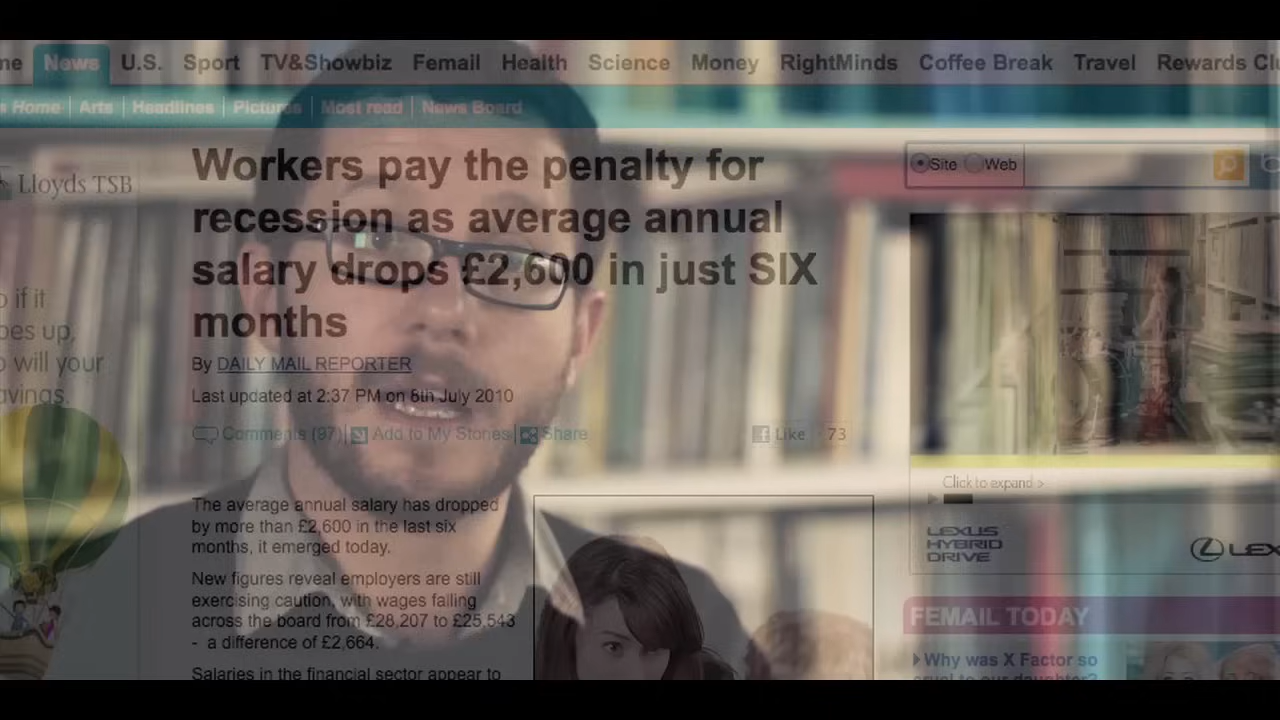 me News U.S. Sport TV&Showbiz Femail Health Science Money RightMinds Coffee Break Travel Rewards Clu
s Home Arts Headlines Pictures Most read News Board
Lloyds TSB
Workers pay the penalty for
recession as average annual
salary drops £2,600 in just SIX
months
Site Web
By DAILY MAIL REPORTER
Last updated at 2:37 PM on 6th July 2010
Comments (97) Add to My Stories Share
Like 73
o if it
oes up,
o will your
avings.
The average annual salary has dropped
by more than £2,600 in the last six
months, it emerged today.
New figures reveal employers are still
exercising caution, with wages falling
across the board from £28,207 to £25,543
- a difference of £2,664.
Salaries in the financial sector appear to
Click to expand >
LEXUS
HYBRID
DRIVE
LEX
FEMAIL TODAY
Why was X Factor so
cruel to our daughter?